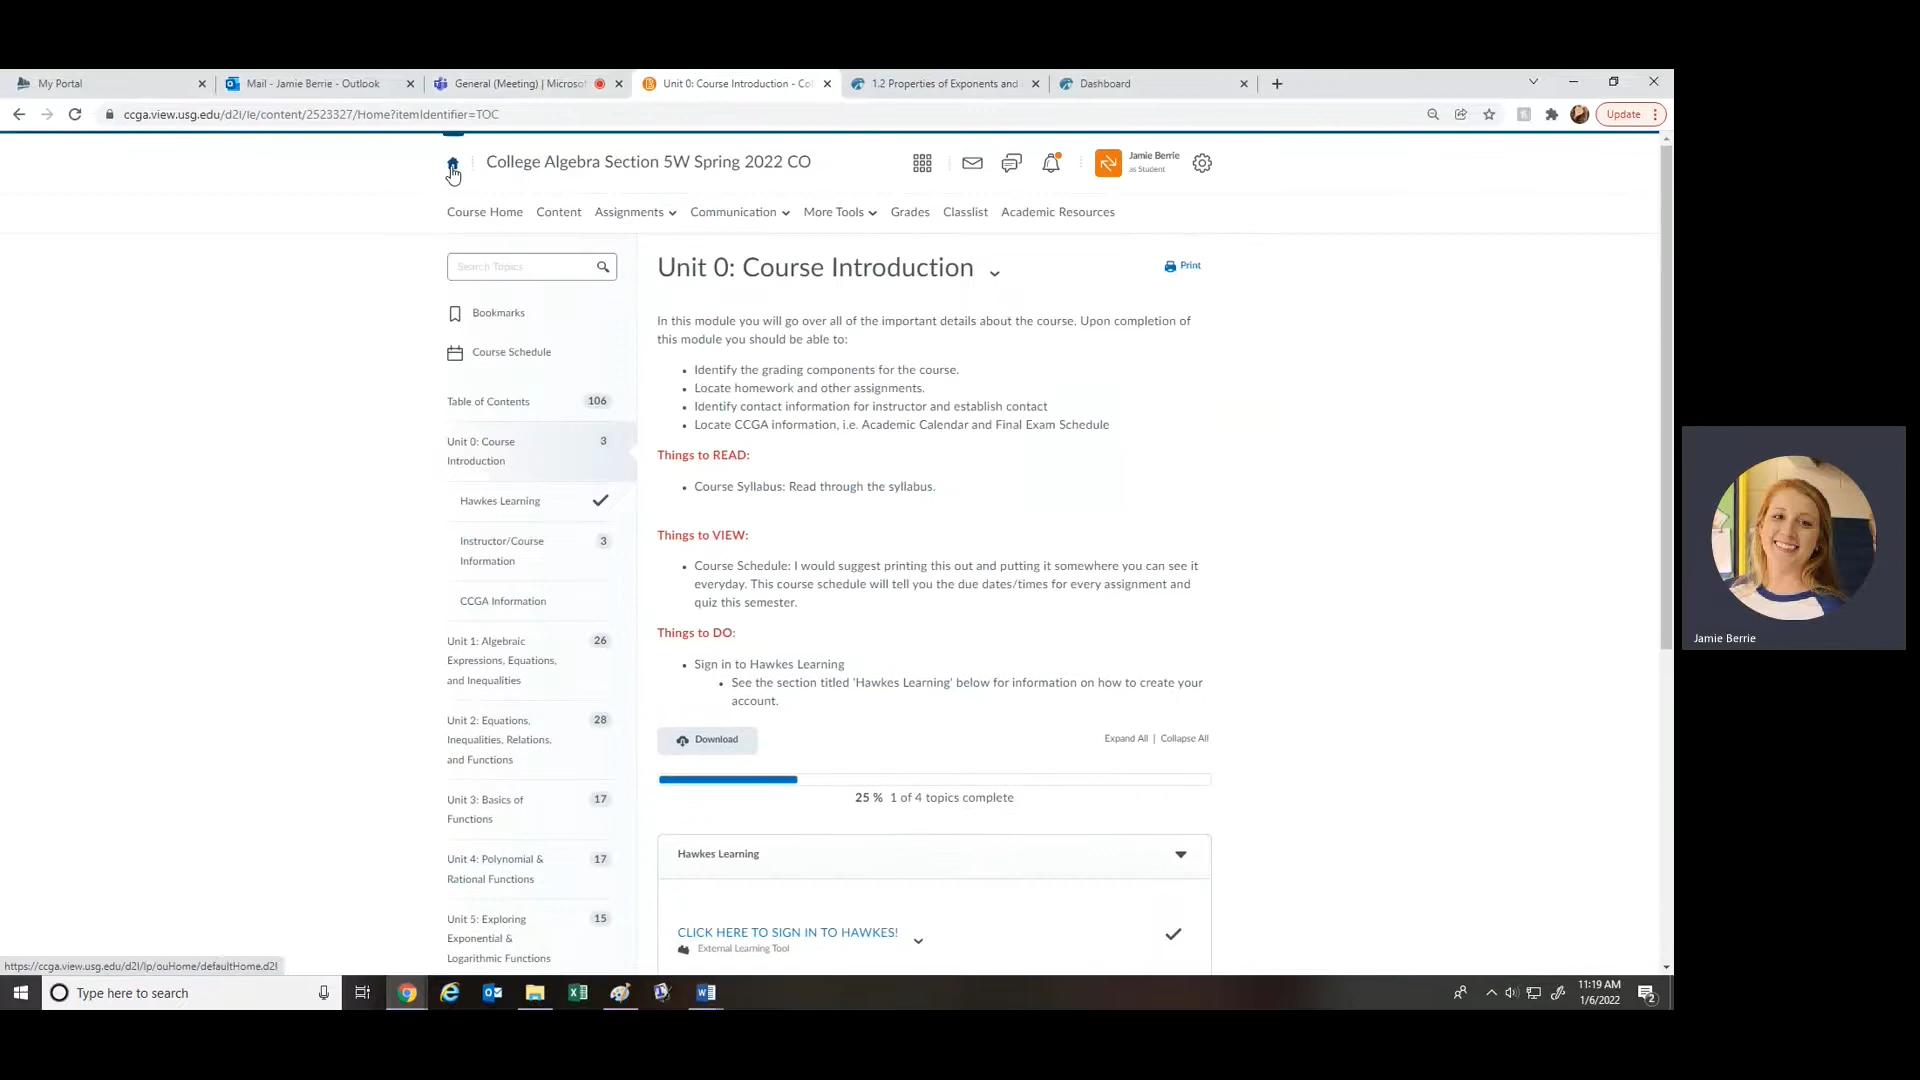 My Portal
Mail - Jamie Berrie - Outlook
General (Meeting) | Microsof
Unit 0: Course Introduction - Col
1.2 Properties of Exponents and
Dashboard
ccga.view.usg.edu/d2l/le/content/2523327/Home?itemIdentifier=TOC
Update
College Algebra Section 5W Spring 2022 CO
Jamie Berrie
as Student
Course Home
Content
Assignments
Communication
More Tools
Grades
Classlist
Academic Resources
Search Topics
Bookmarks
Course Schedule
Table of Contents 106
Unit 0: Course 3
Introduction
Hawkes Learning
Instructor/Course 3
Information
CCGA Information
Unit 1: Algebraic 26
Expressions, Equations,
and Inequalities
Unit 2: Equations, 28
Inequalities, Relations,
and Functions
Unit 3: Basics of 17
Functions
Unit 4: Polynomial & 17
Rational Functions
Unit 5: Exploring 15
Exponential &
Logarithmic Functions
Unit 0: Course Introduction
Print
In this module you will go over all of the important details about the course. Upon completion of
this module you should be able to:
• Identify the grading components for the course.
• Locate homework and other assignments.
• Identify contact information for instructor and establish contact
• Locate CCGA information, i.e. Academic Calendar and Final Exam Schedule
Things to READ:
• Course Syllabus: Read through the syllabus.
Things to VIEW:
• Course Schedule: I would suggest printing this out and putting it somewhere you can see it
everyday. This course schedule will tell you the due dates/times for every assignment and
quiz this semester.
Things to DO:
• Sign in to Hawkes Learning
• See the section titled 'Hawkes Learning' below for information on how to create your
account.
Download
Expand All | Collapse All
25 % 1 of 4 topics complete
Hawkes Learning
CLICK HERE TO SIGN IN TO HAWKES!
External Learning Tool
https://ccga.view.usg.edu/d2l/lp/ouHome/defaultHome.d2l
Type here to search
11:19 AM
1/6/2022
2
Jamie Berrie